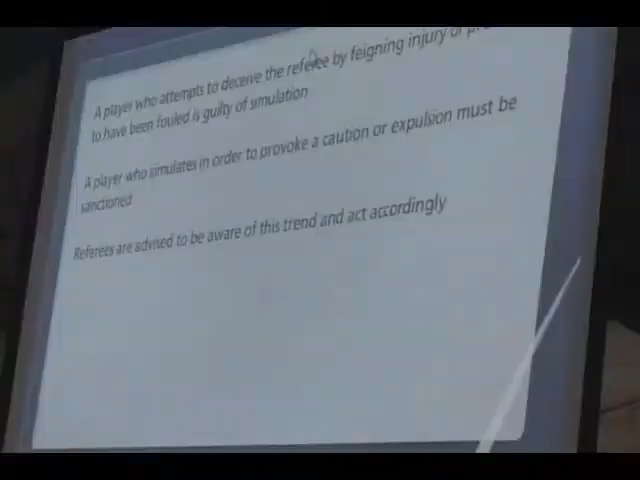 A player who attempts to deceive the referee by feigning injury or
to have been fouled is guilty of simulation
A player who simulates in order to provoke a caution or expulsion must be
sanctioned
Referees are advised to be aware of this trend and act accordingly